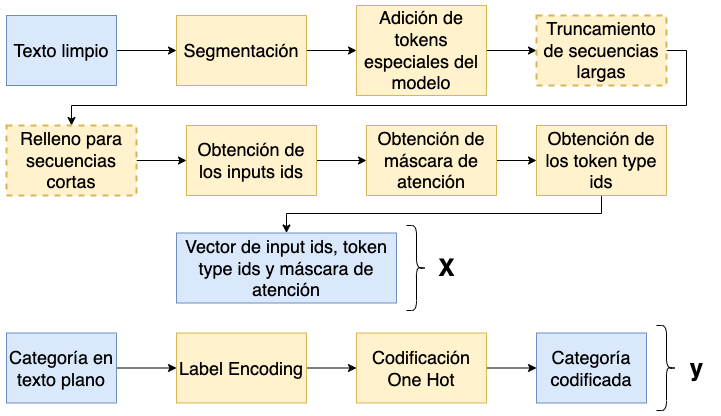 Texto limpio
Segmentación
Adición de
tokens
especiales del
modelo
Truncamiento
de secuencias
largas
Relleno para
secuencias
cortas
Obtención de
los inputs ids
Obtención de
máscara de
atención
Obtención de
los token type
ids
Vector de input ids, token
type ids y máscara de
atención
X
Categoría en
texto plano
Label Encoding
Codificación
One Hot
Categoría
codificada
y